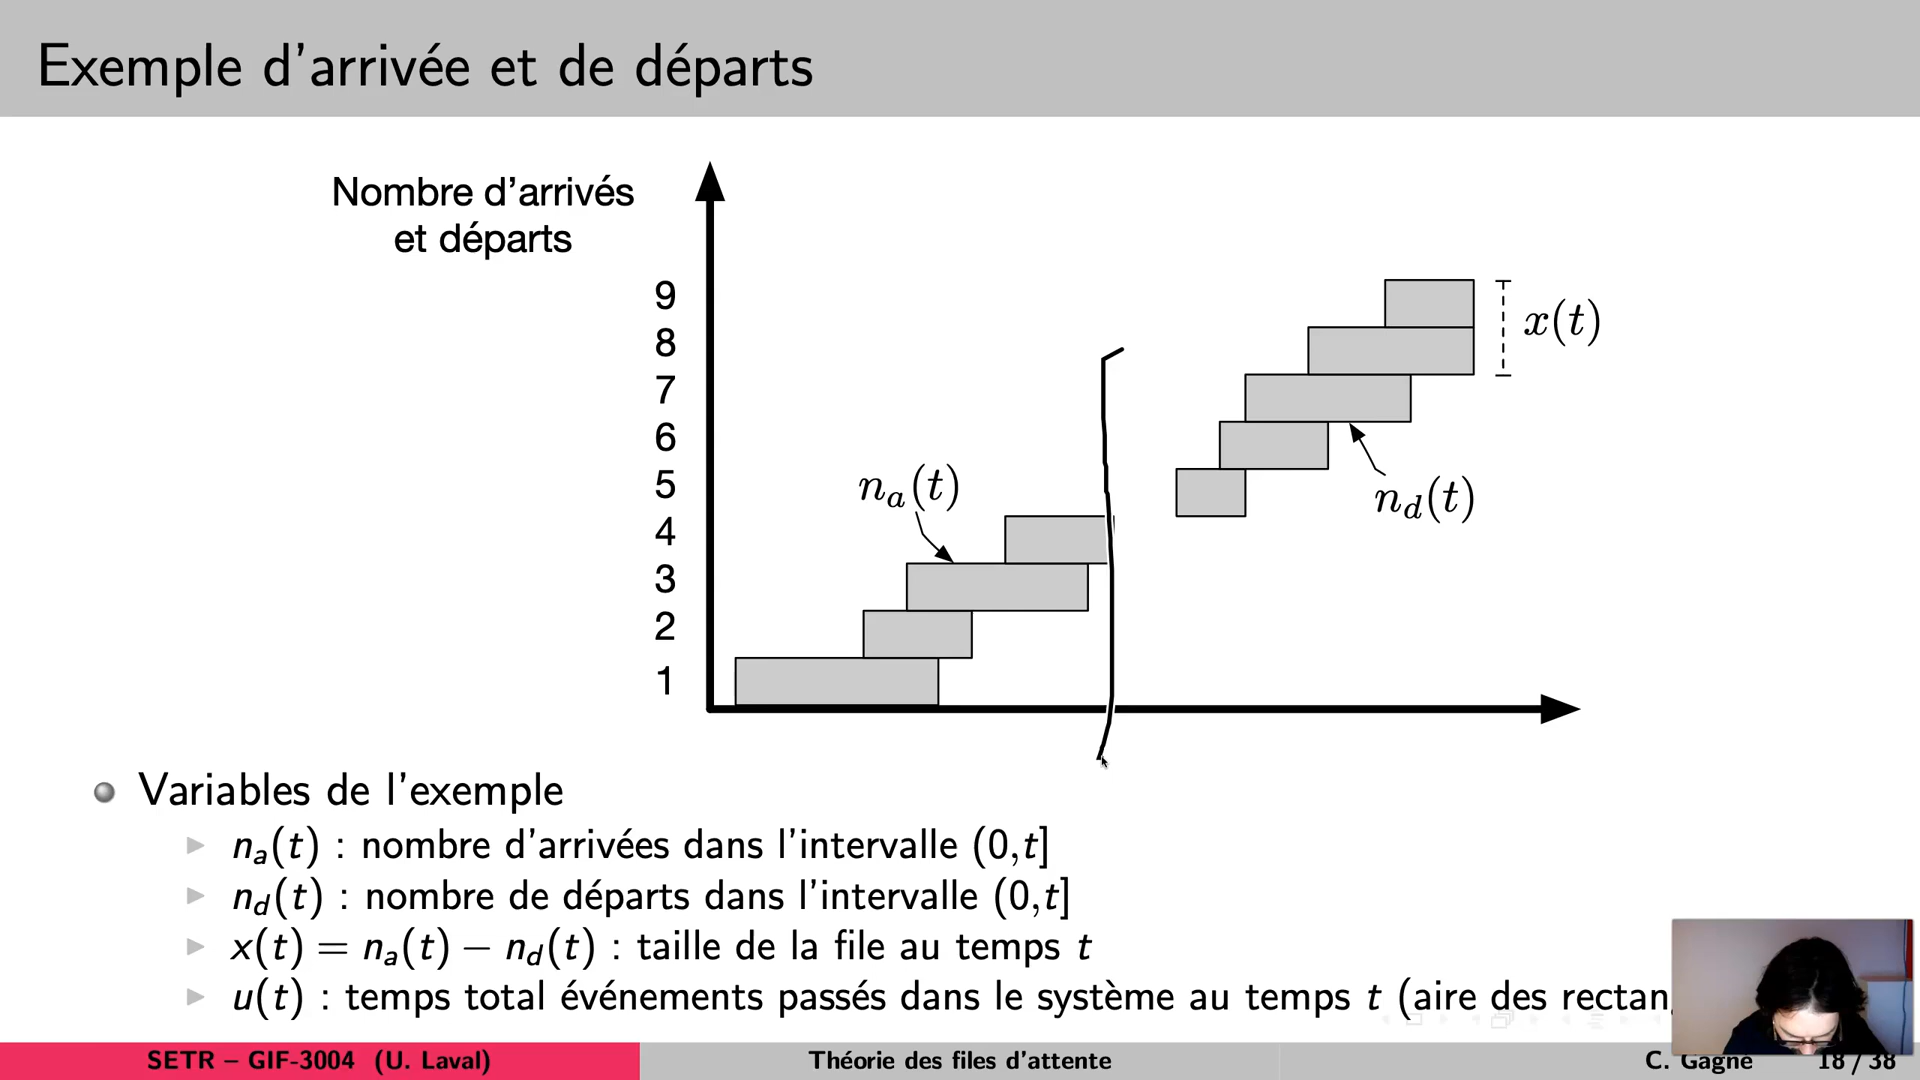 Exemple d'arrivée et de départs
Nombre d'arrivés
et départs
9
8
7
6
5
4
3
2
1
x(t)
n_a(t)
n_d(t)
Variables de l'exemple
n_a(t) : nombre d'arrivées dans l'intervalle (0,t]
n_d(t) : nombre de départs dans l'intervalle (0,t]
x(t) = n_a(t) − n_d(t) : taille de la file au temps t
u(t) : temps total événements passés dans le système au temps t (aire des
SETR – GIF-3004 (U. Laval)
Théorie des files d'attente
C. Gagné
18 / 38